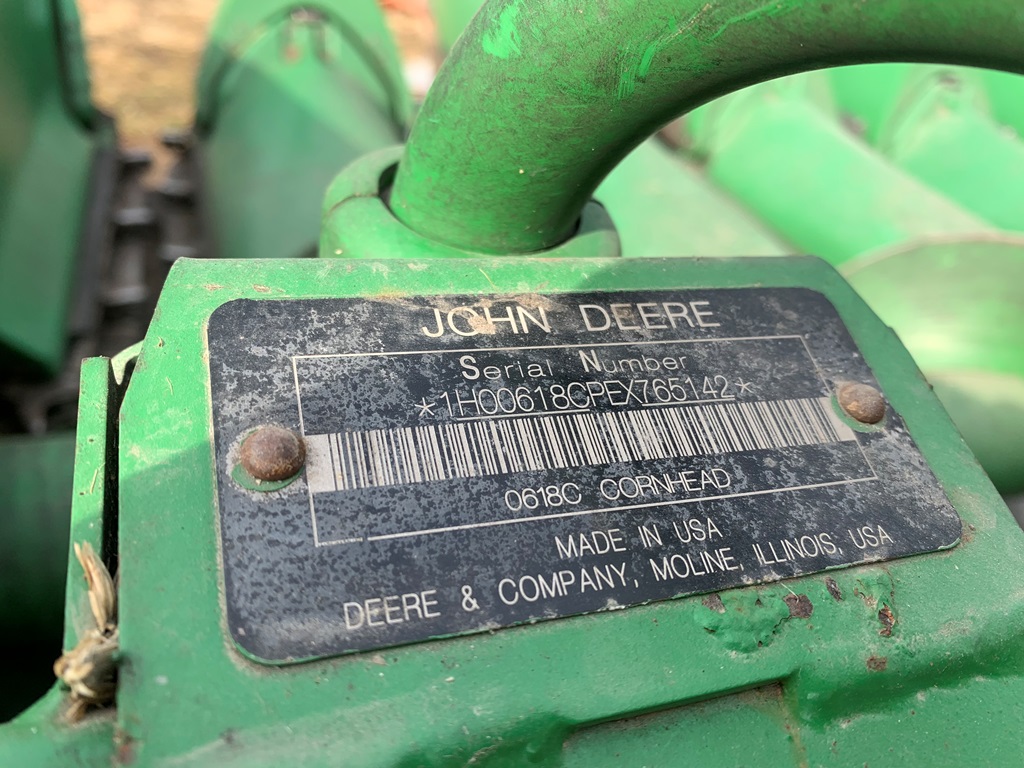 JOHN DEERE
Serial Number
*1H00618CPEX765142*
0618C CORNHEAD
MADE IN USA
DEERE & COMPANY, MOLINE, ILLINOIS, USA